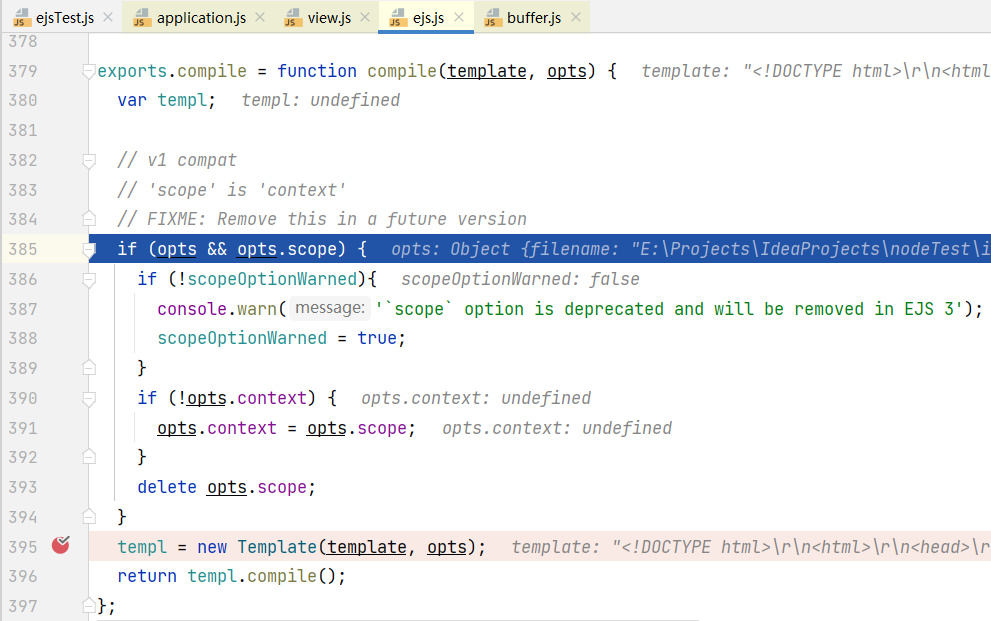 JS ejsTest.js × JS application.js × JS view.js × JS ejs.js × JS buffer.js ×
378
379 exports.compile = function compile(template, opts) { template: "<!DOCTYPE html>\r\n<html
380 var templ; templ: undefined
381
382 // v1 compat
383 // 'scope' is 'context'
384 // FIXME: Remove this in a future version
385 if (opts && opts.scope) { opts: Object {filename: "E:\Projects\IdeaProjects\nodeTest\i
386 if (!scopeOptionWarned){ scopeOptionWarned: false
387 console.warn( message: '`scope` option is deprecated and will be removed in EJS 3');
388 scopeOptionWarned = true;
389 }
390 if (!opts.context) { opts.context: undefined
391 opts.context = opts.scope; opts.context: undefined
392 }
393 delete opts.scope;
394 }
395 templ = new Template(template, opts); template: "<!DOCTYPE html>\r\n<html>\r\n<head>\r
396 return templ.compile();
397 };